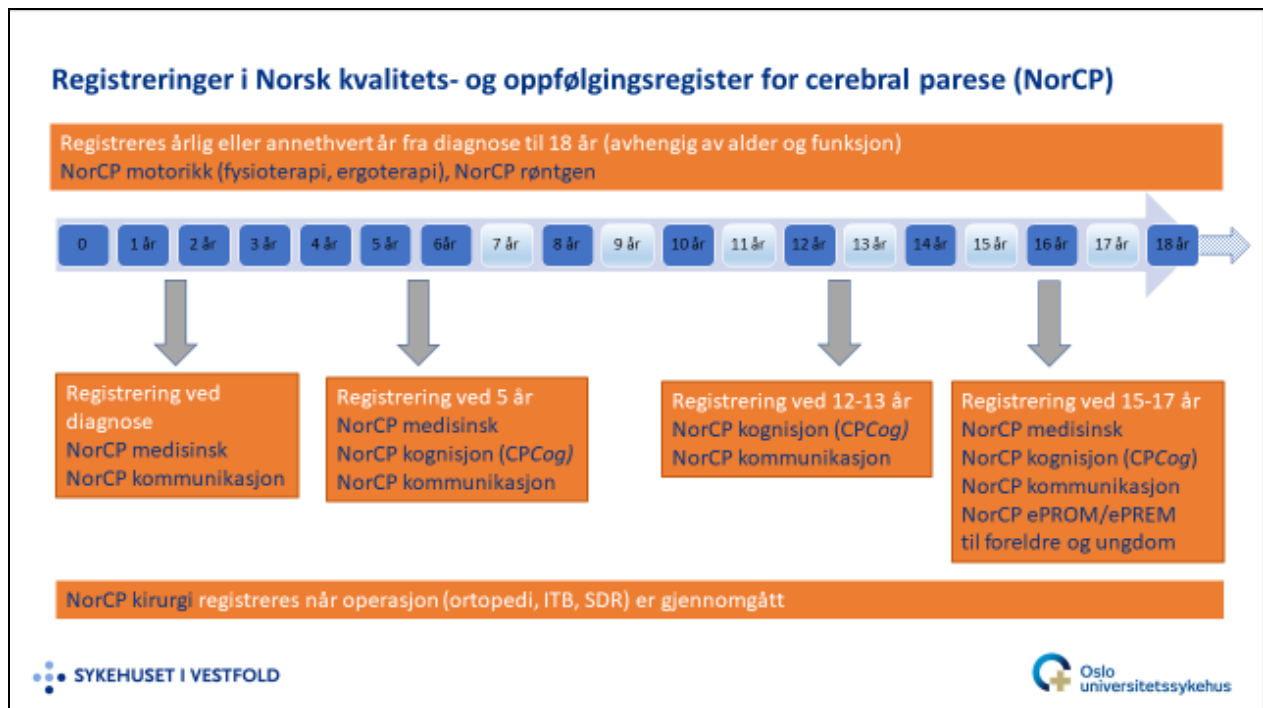 Registreringer i Norsk kvalitets- og oppfølgingsregister for cerebral parese (NorCP)
Registreres årlig eller annethvert år fra diagnose til 18 år (avhengig av alder og funksjon)
NorCP motorikk (fysioterapi, ergoterapi), NorCP røntgen
0 1 år 2 år 3 år 4 år 5 år 6år 7 år 8 år 9 år 10 år 11 år 12 år 13 år 14 år 15 år 16 år 17 år 18 år
Registrering ved
diagnose
NorCP medisinsk
NorCP kommunikasjon
Registrering ved 5 år
NorCP medisinsk
NorCP kognisjon (CPCog)
NorCP kommunikasjon
Registrering ved 12-13 år
NorCP kognisjon (CPCog)
NorCP kommunikasjon
Registrering ved 15-17 år
NorCP medisinsk
NorCP kognisjon (CPCog)
NorCP kommunikasjon
NorCP ePROM/ePREM
til foreldre og ungdom
NorCP kirurgi registreres når operasjon (ortopedi, ITB, SDR) er gjennomgått
SYKEHUSET I VESTFOLD
Oslo
universitetssykehus